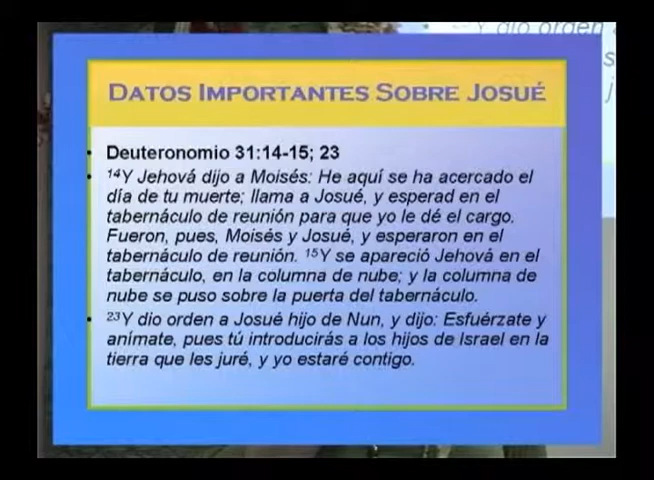 Y dio orden
DATOS IMPORTANTES SOBRE JOSUÉ
• Deuteronomio 31:14-15; 23
• ¹⁴Y Jehová dijo a Moisés: He aquí se ha acercado el
día de tu muerte; llama a Josué, y esperad en el
tabernáculo de reunión para que yo le dé el cargo.
Fueron, pues, Moisés y Josué, y esperaron en el
tabernáculo de reunión. ¹⁵Y se apareció Jehová en el
tabernáculo, en la columna de nube; y la columna de
nube se puso sobre la puerta del tabernáculo.
• ²³Y dio orden a Josué hijo de Nun, y dijo: Esfuérzate y
anímate, pues tú introducirás a los hijos de Israel en la
tierra que les juré, y yo estaré contigo.